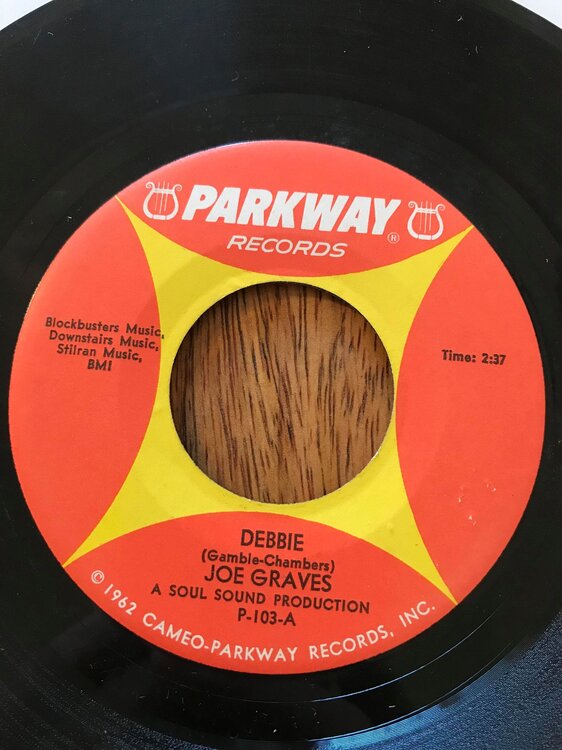 PARKWAY ®
RECORDS
Blockbusters Music,
Downstairs Music,
Stilran Music,
BMI
Time: 2:37
DEBBIE
(Gamble-Chambers)
JOE GRAVES
A SOUL SOUND PRODUCTION
P-103-A
© 1962 CAMEO-PARKWAY RECORDS, INC.